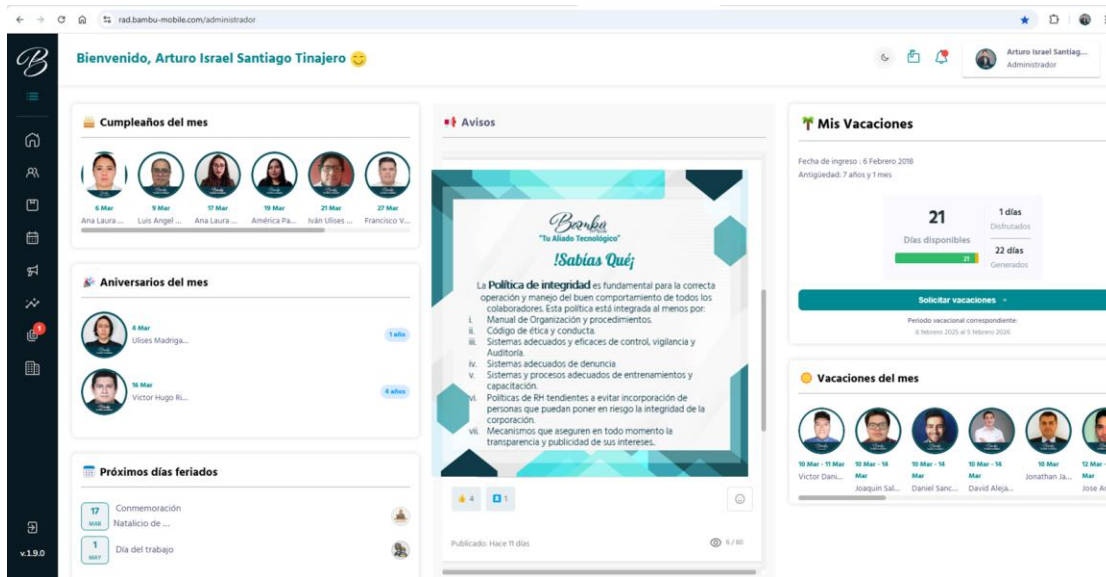 rad.bambu-mobile.com/administrador
B
Bienvenido, Arturo Israel Santiago Tinajero
Arturo Israel Santiag...
Administrador
Cumpleaños del mes
6 Mar
Ana Laura ...
9 Mar
Luis Angel ...
17 Mar
Ana Laura ...
19 Mar
América Pa...
21 Mar
Iván Ulises ...
27 Mar
Francisco V...
Aniversarios del mes
4 Mar
Ulises Madriga...
1 año
16 Mar
Victor Hugo Ri...
4 años
Próximos días feriados
17
MAR
Conmemoración
Natalicio de ...
1
MAY
Día del trabajo
1
v.1.9.0
Avisos
Bambu
"Tu Aliado Tecnológico"
!Sabías Qué¡
La Política de integridad es fundamental para la correcta
operación y manejo del buen comportamiento de todos los
colaboradores. Esta política está integrada al menos por:
i. Manual de Organización y procedimientos.
ii. Código de ética y conducta.
iii. Sistemas adecuados y eficaces de control, vigilancia y
Auditoría.
iv. Sistemas adecuados de denuncia
v. Sistemas y procesos adecuados de entrenamientos y
capacitación.
vi. Políticas de RH tendientes a evitar incorporación de
personas que puedan poner en riesgo la integridad de la
corporación.
vii. Mecanismos que aseguren en todo momento la
transparencia y publicidad de sus intereses.
4
1
Publicado: Hace 11 días
6 / 80
Mis Vacaciones
Fecha de ingreso : 6 Febrero 2018
Antigüedad: 7 años y 1 mes
21
Días disponibles
21
1 días
Disfrutados
22 días
Generados
Solicitar vacaciones
Periodo vacacional correspondiente:
6 febrero 2025 al 5 febrero 2026
Vacaciones del mes
10 Mar - 11 Mar
Victor Dani...
10 Mar - 14
Mar
Joaquin Sal...
10 Mar - 14
Mar
Daniel Sanc...
10 Mar - 14
Mar
David Aleja...
10 Mar
Jonathan Ja...
12 Mar -
Mar
Jose A